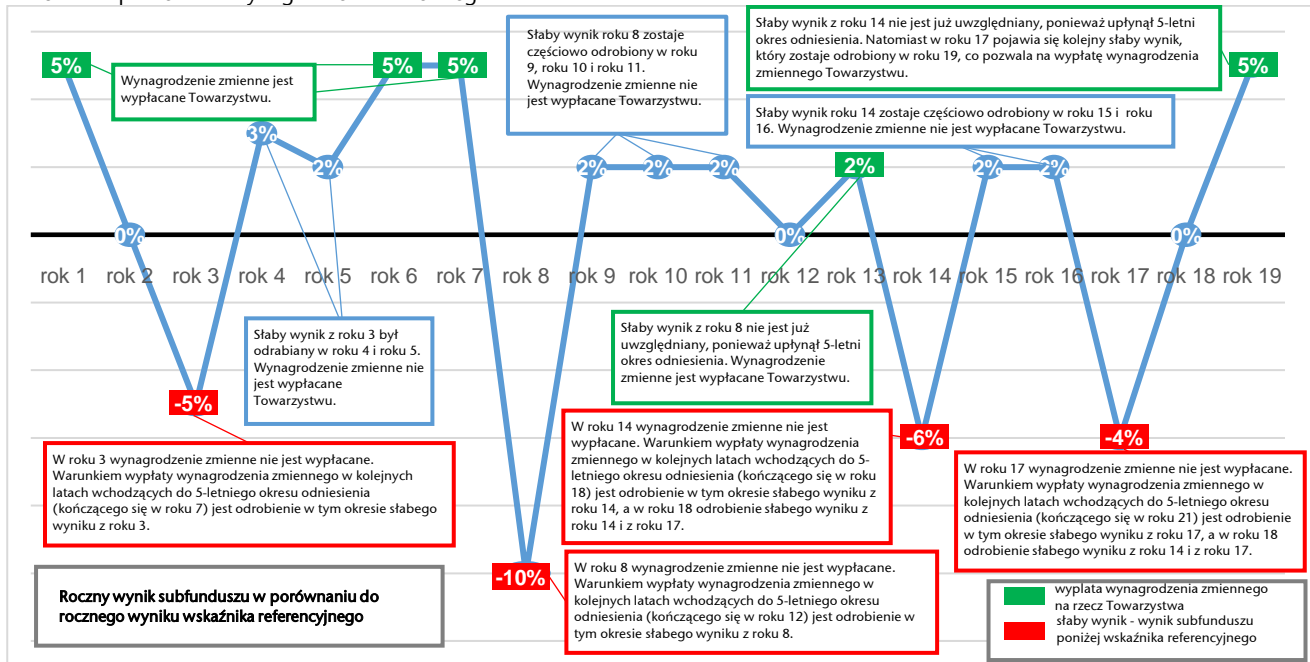 Słaby wynik z roku 14 nie jest już uwzględniany, ponieważ upłynął 5-letni
okres odniesienia. Natomiast w roku 17 pojawia się kolejny słaby wynik,
który zostaje odrobiony w roku 19, co pozwala na wypłatę wynagrodzenia
zmiennego Towarzystwu.
Słaby wynik roku 8 zostaje
częściowo odrobiony w roku
9, roku 10 i roku 11.
Wynagrodzenie zmienne nie
jest wypłacane Towarzystwu.
5%
Wynagrodzenie zmienne jest
wypłacane Towarzystwu.
5%
5%
5%
Słaby wynik roku 14 zostaje częściowo odrobiony w roku 15 i roku
16. Wynagrodzenie zmienne nie jest wypłacane Towarzystwu.
3%
2%
2%
2%
2%
2%
2%
2%
0%
0%
0%
rok 1 rok 2 rok 3 rok 4 rok 5 rok 6 rok 7 rok 8 rok 9 rok 10 rok 11 rok 12 rok 13 rok 14 rok 15 rok 16 rok 17 rok 18 rok 19
Słaby wynik z roku 3 był
odrabiany w roku 4 i roku 5.
Wynagrodzenie zmienne nie
jest wypłacane
Towarzystwu.
Słaby wynik z roku 8 nie jest już
uwzględniany, ponieważ upłynął 5-letni
okres odniesienia. Wynagrodzenie
zmienne jest wypłacane Towarzystwu.
-5%
-6%
-4%
-10%
W roku 3 wynagrodzenie zmienne nie jest wypłacane.
Warunkiem wypłaty wynagrodzenia zmiennego w kolejnych
latach wchodzących do 5-letniego okresu odniesienia
(kończącego się w roku 7) jest odrobienie w tym okresie słabego
wyniku z roku 3.
W roku 14 wynagrodzenie zmienne nie jest
wypłacane. Warunkiem wypłaty wynagrodzenia
zmiennego w kolejnych latach wchodzących do 5-
letniego okresu odniesienia (kończącego się w roku
18) jest odrobienie w tym okresie słabego wyniku z
roku 14, a w roku 18 odrobienie słabego wyniku z
roku 14 i z roku 17.
W roku 17 wynagrodzenie zmienne nie jest wypłacane.
Warunkiem wypłaty wynagrodzenia zmiennego w
kolejnych latach wchodzących do 5-letniego okresu
odniesienia (kończącego się w roku 21) jest odrobienie
w tym okresie słabego wyniku z roku 17, a w roku 18
odrobienie słabego wyniku z roku 14 i z roku 17.
W roku 8 wynagrodzenie zmienne nie jest wypłacane.
Warunkiem wypłaty wynagrodzenia zmiennego w
kolejnych latach wchodzących do 5-letniego okresu
odniesienia (kończącego się w roku 12) jest odrobienie w
tym okresie słabego wyniku z roku 8.
Roczny wynik subfunduszu w porównaniu do
rocznego wyniku wskaźnika referencyjnego
wypłata wynagrodzenia zmiennego
na rzecz Towarzystwa
słaby wynik - wynik subfunduszu
poniżej wskaźnika referencyjnego